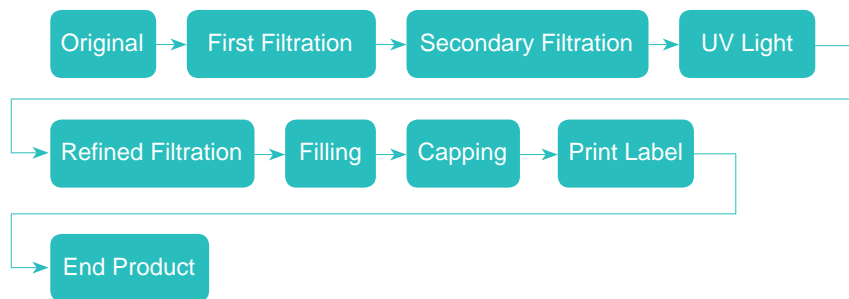 Original
First Filtration
Secondary Filtration
UV Light
Refined Filtration
Filling
Capping
Print Label
End Product